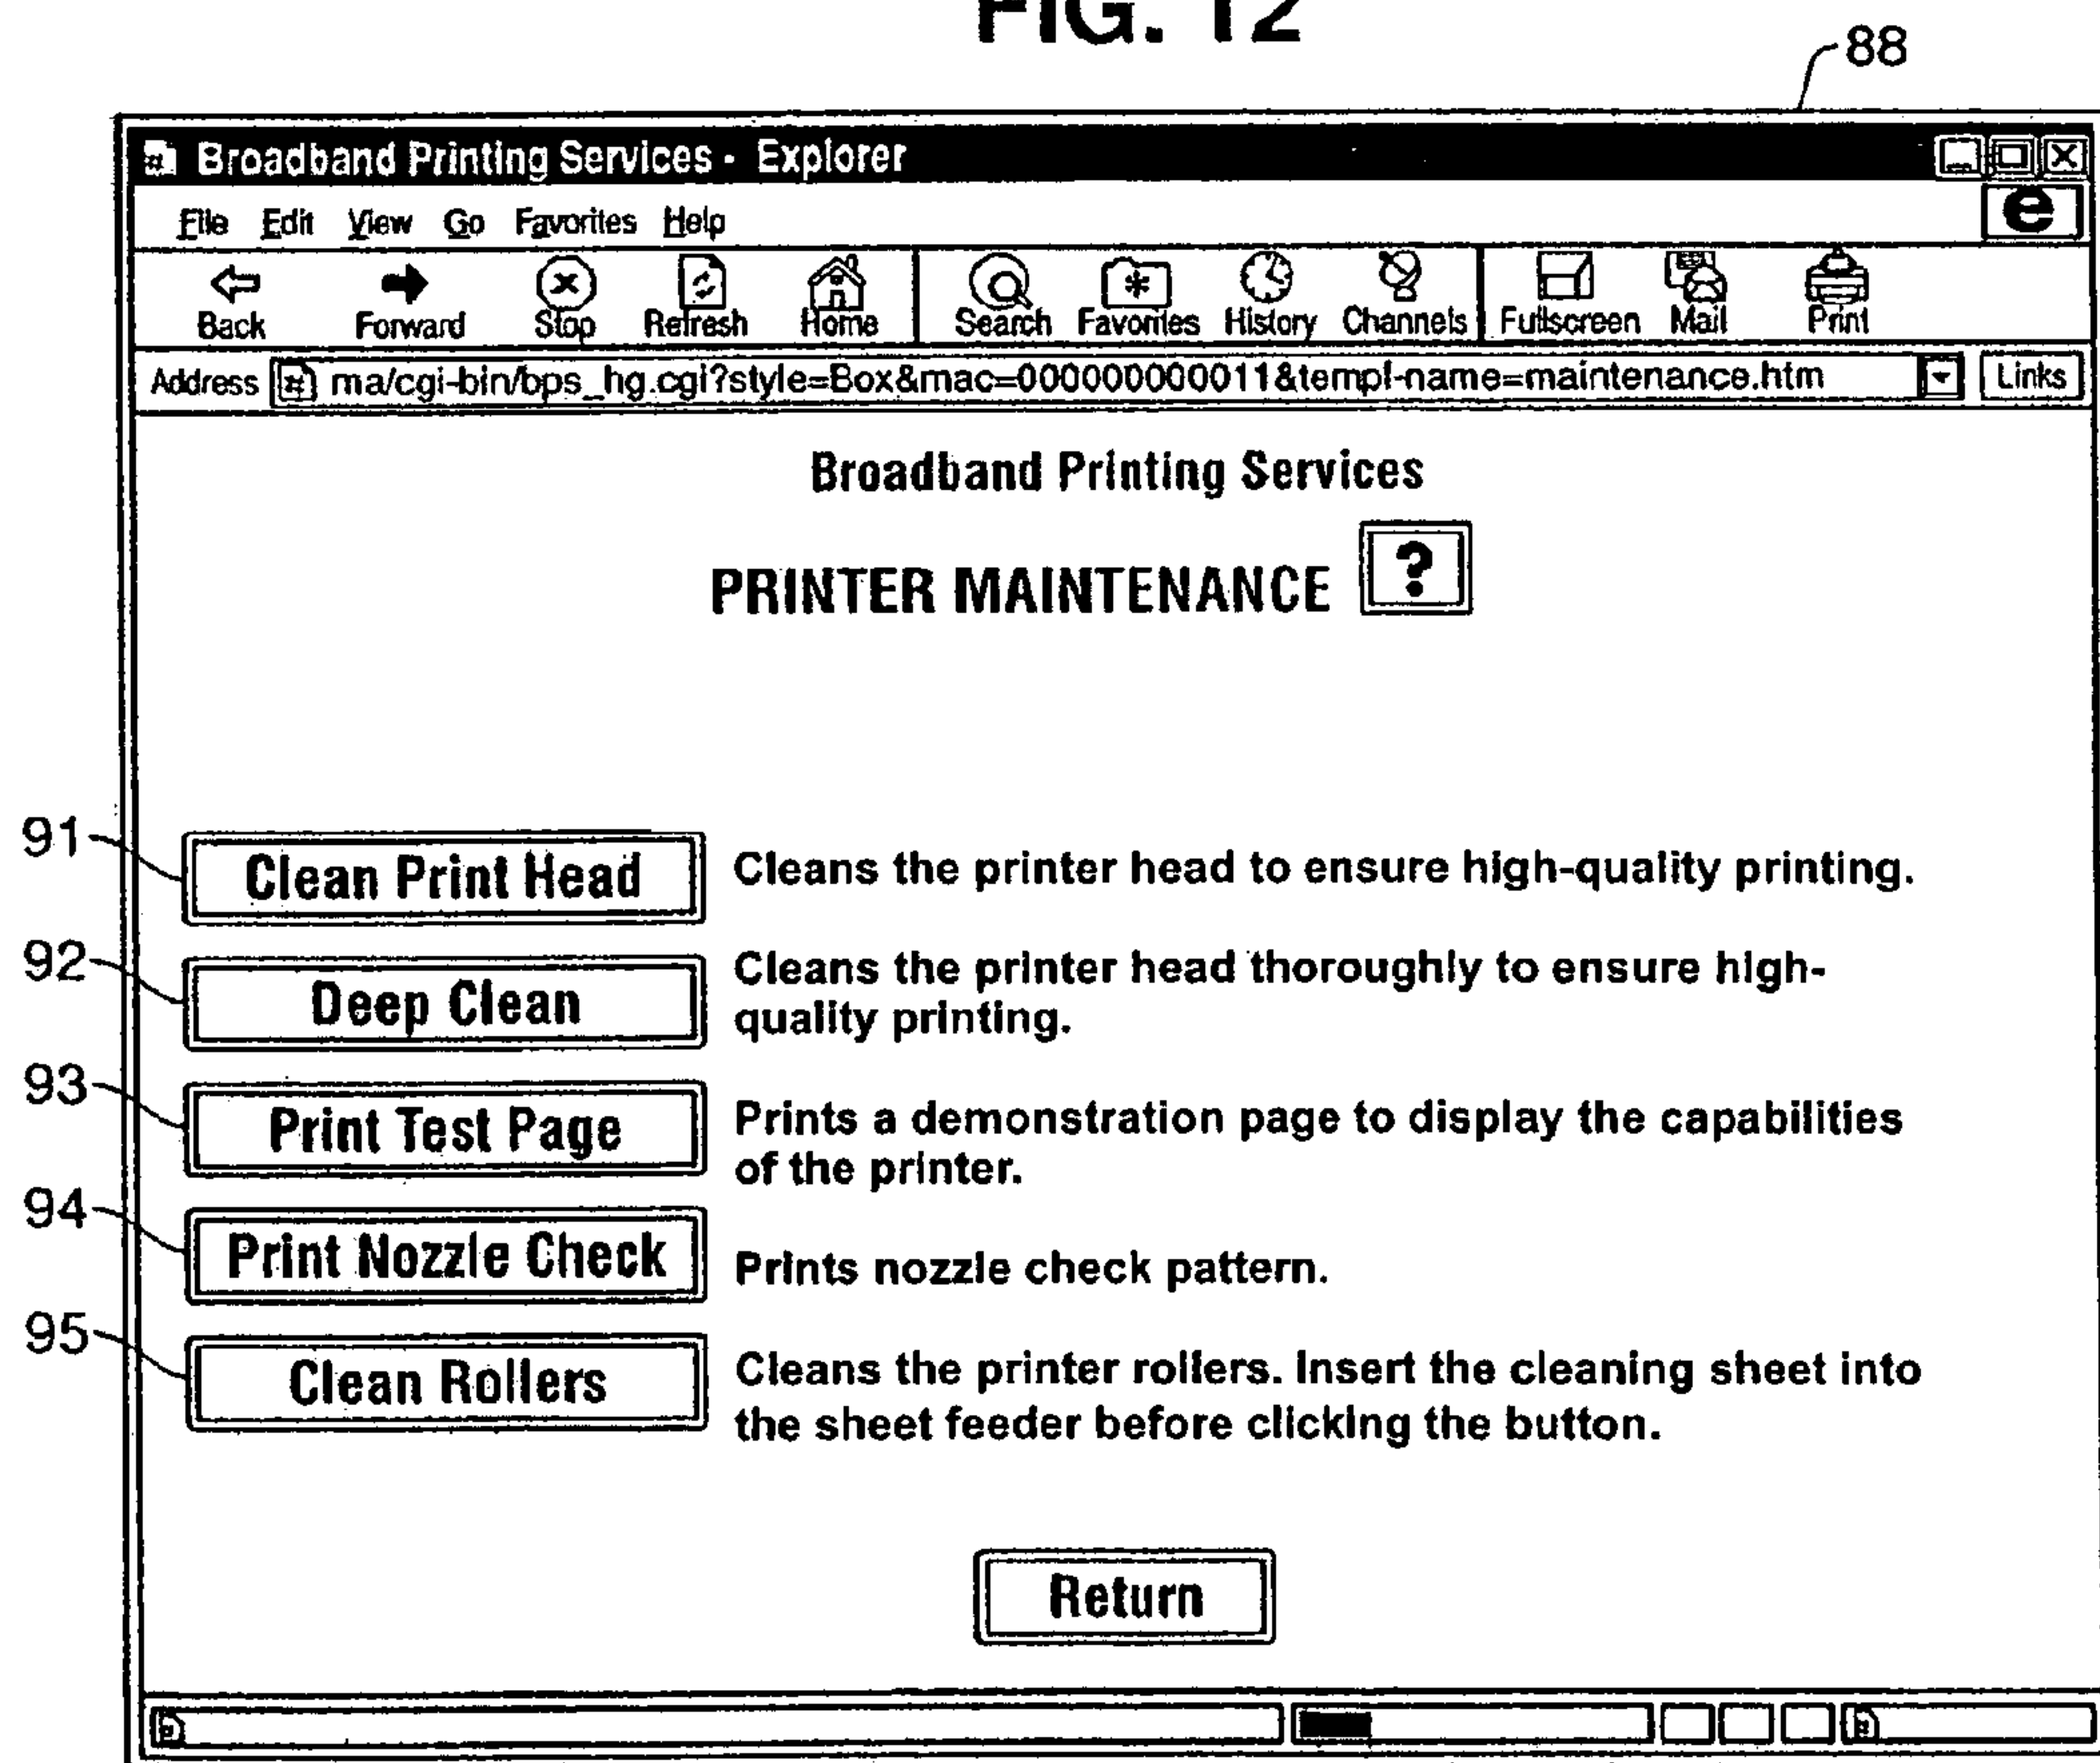 FIG. 12
88
Broadband Printing Services - Explorer
File Edit View Go Favorites Help
e
Back Forward Stop Refresh Home Search Favorites History Channels Fullscreen Mail Print
Address ma/cgi-bin/bps_hg.cgi?style=Box&mac=000000000011&templ-name=maintenance.htm Links
Broadband Printing Services
PRINTER MAINTENANCE ?
91 Clean Print Head Cleans the printer head to ensure high-quality printing.
92 Deep Clean Cleans the printer head thoroughly to ensure high-
quality printing.
93 Print Test Page Prints a demonstration page to display the capabilities
of the printer.
94 Print Nozzle Check Prints nozzle check pattern.
95 Clean Rollers Cleans the printer rollers. Insert the cleaning sheet into
the sheet feeder before clicking the button.
Return